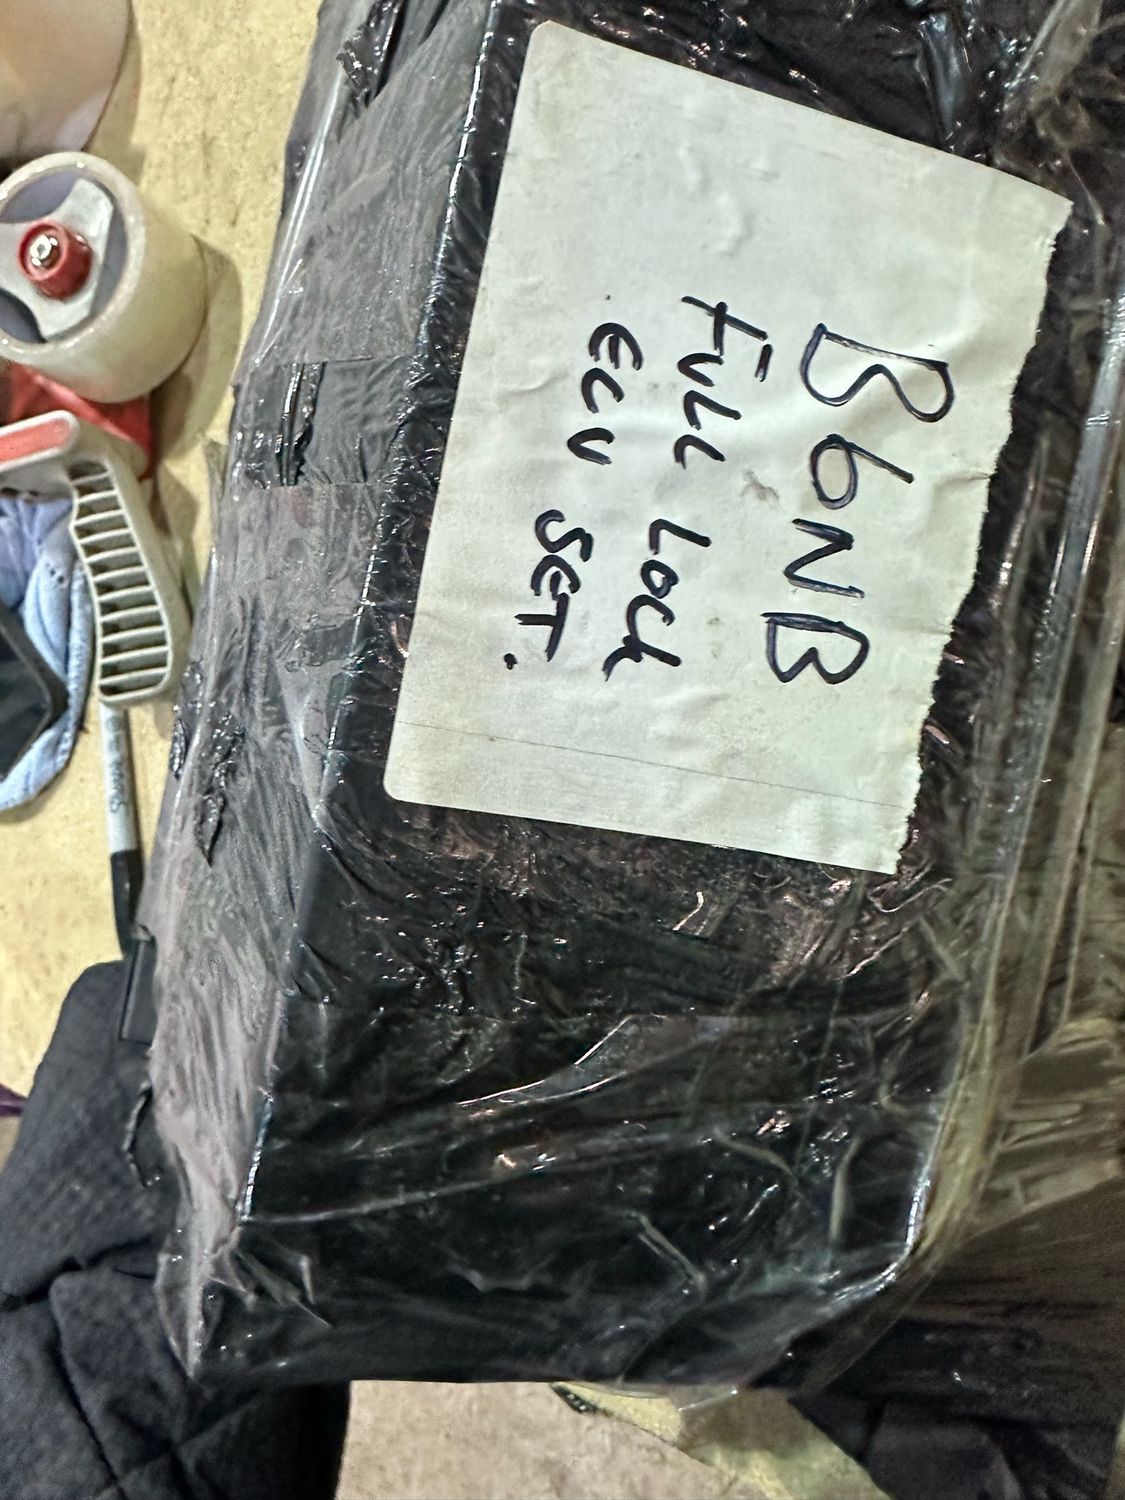 B6NB
FULL LOCK
ECU SET.